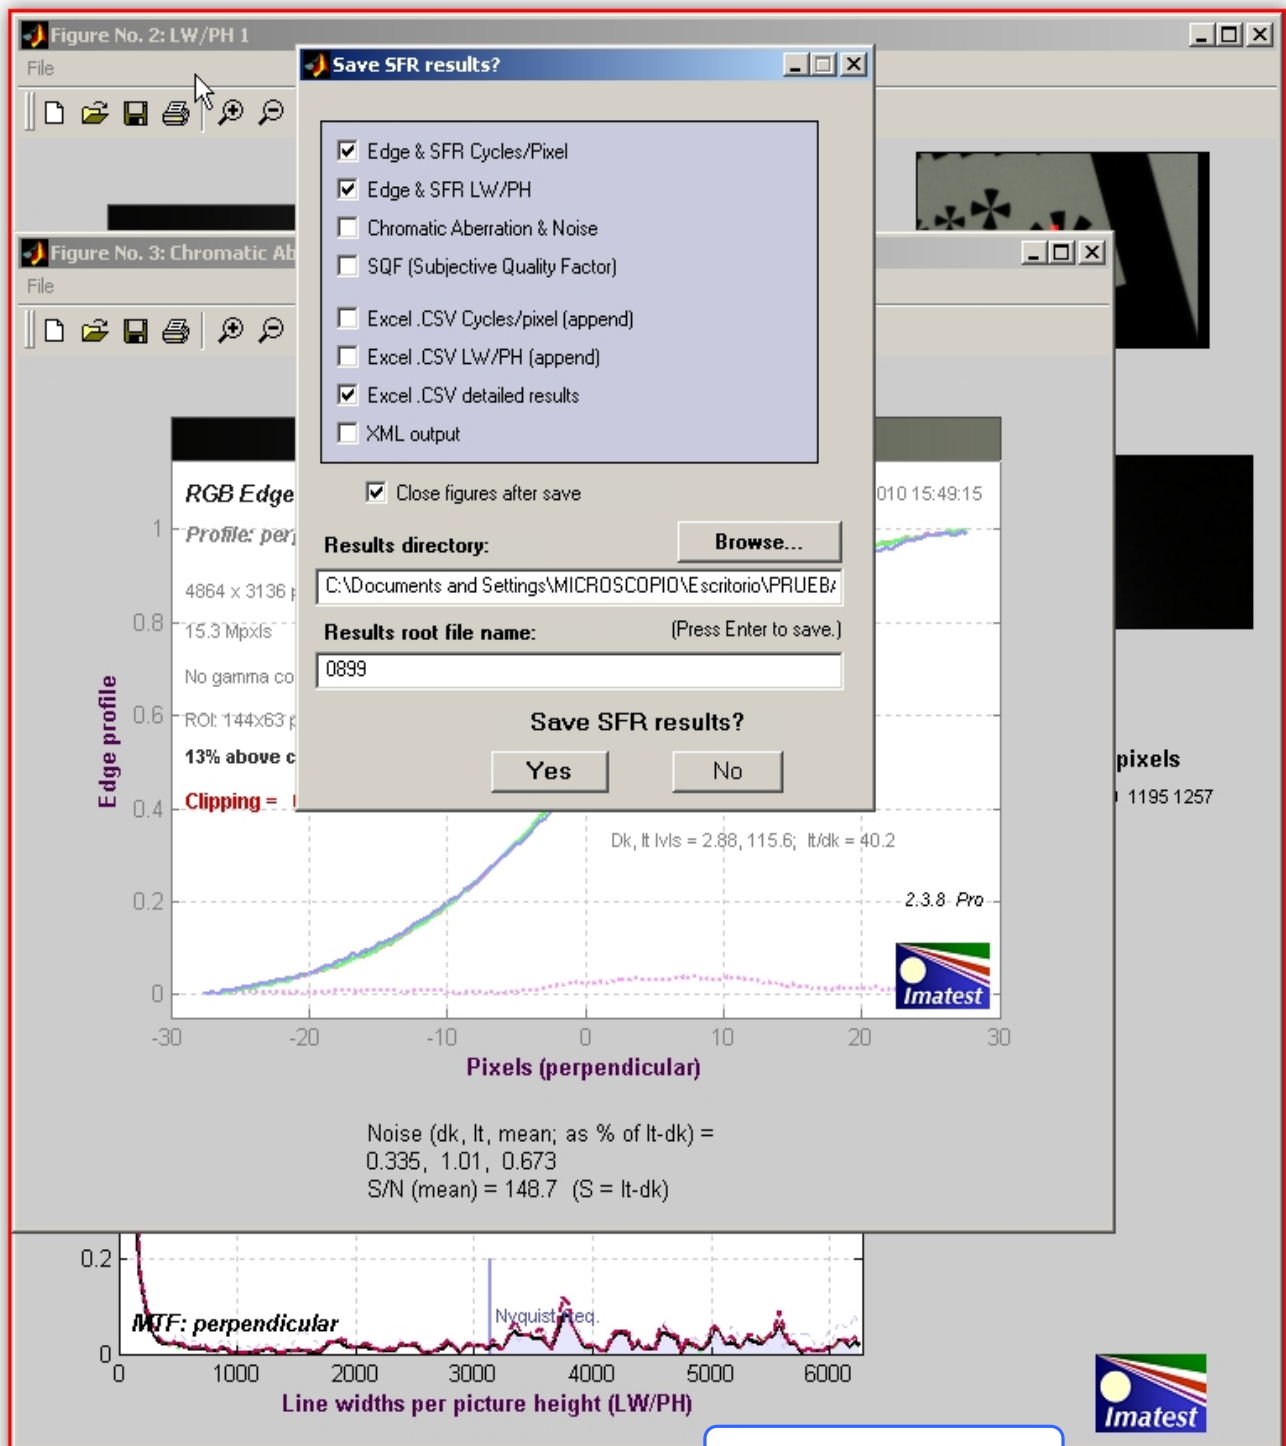 Figure No. 2: LW/PH 1
File
Save SFR results?
Edge & SFR Cycles/Pixel
Edge & SFR LW/PH
Chromatic Aberration & Noise
SQF (Subjective Quality Factor)
Excel .CSV Cycles/pixel (append)
Excel .CSV LW/PH (append)
Excel .CSV detailed results
XML output
Close figures after save
Results directory:
Browse...
C:\Documents and Settings\MICROSCOPIO\Escritorio\PRUEBA
Results root file name:
(Press Enter to save.)
0899
Save SFR results?
Yes
No
Figure No. 3: Chromatic Ab
File
RGB Edge
010 15:49:15
Profile: per
4864 x 3136 p
15.3 Mpxls
No gamma co
ROI: 144x63 p
13% above c
Clipping =
Edge profile
1
0.8
0.6
0.4
0.2
0
Dk, lt lvls = 2.88, 115.6; lt/dk = 40.2
2.3.8 Pro
Imatest
-30 -20 -10 0 10 20 30
Pixels (perpendicular)
Noise (dk, lt, mean; as % of lt-dk) =
0.335, 1.01, 0.673
S/N (mean) = 148.7 (S = lt-dk)
pixels
1195 1257
0.2
0
MTF: perpendicular
Nyquist freq.
0 1000 2000 3000 4000 5000 6000
Line widths per picture height (LW/PH)
Imatest